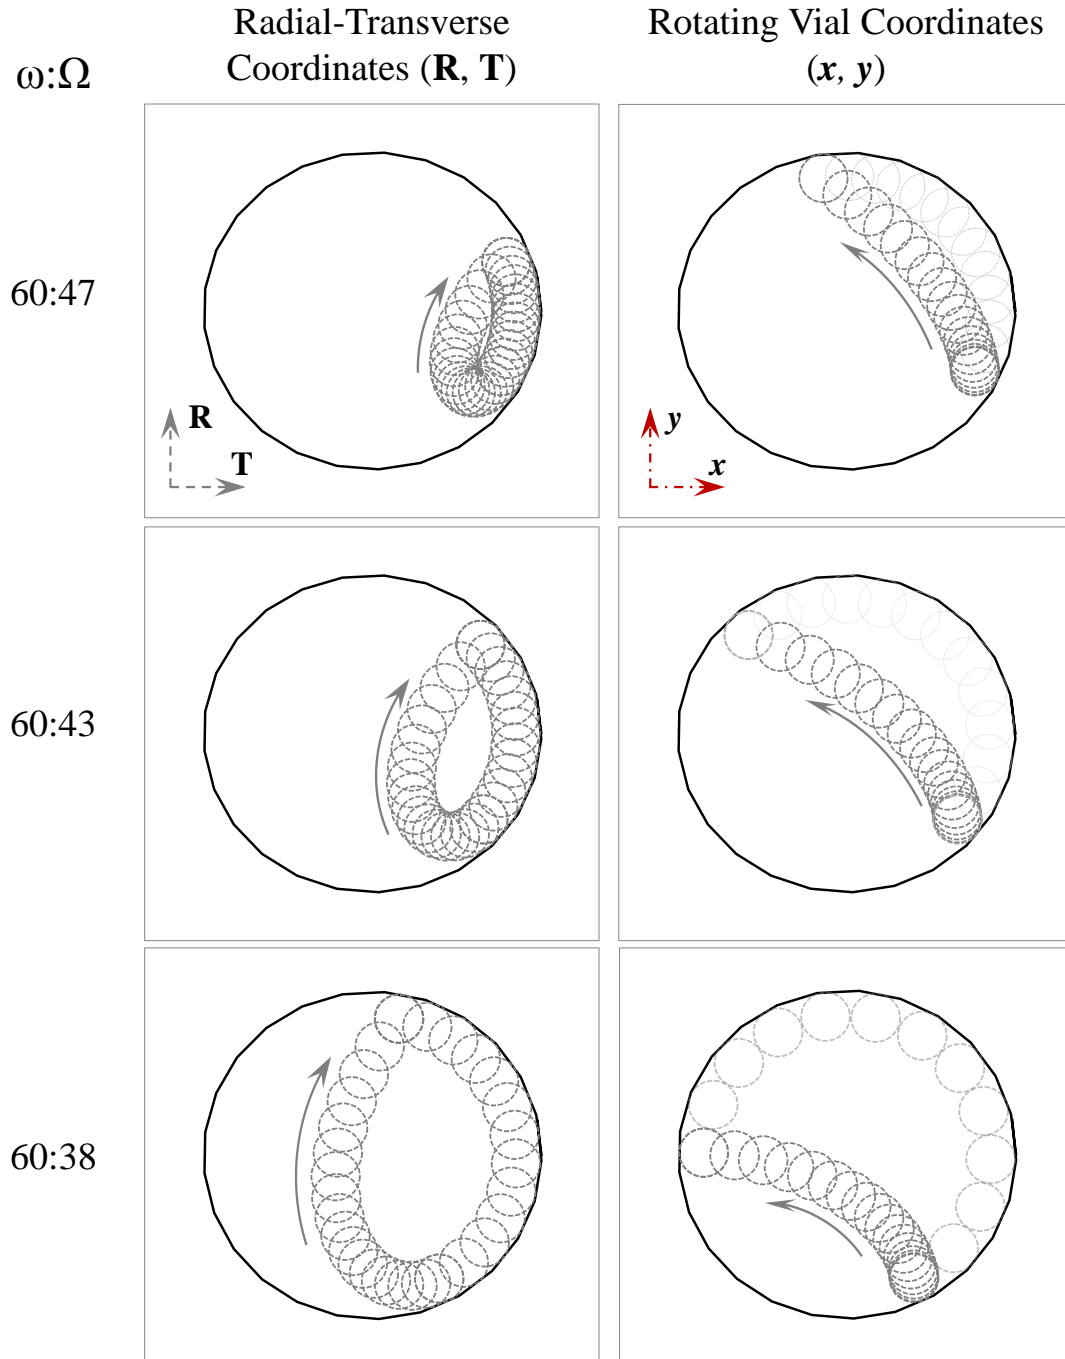 Radial-Transverse
Coordinates (R, T)
Rotating Vial Coordinates
(x, y)
ω:Ω
60:47
R
T
y
x
60:43
60:38